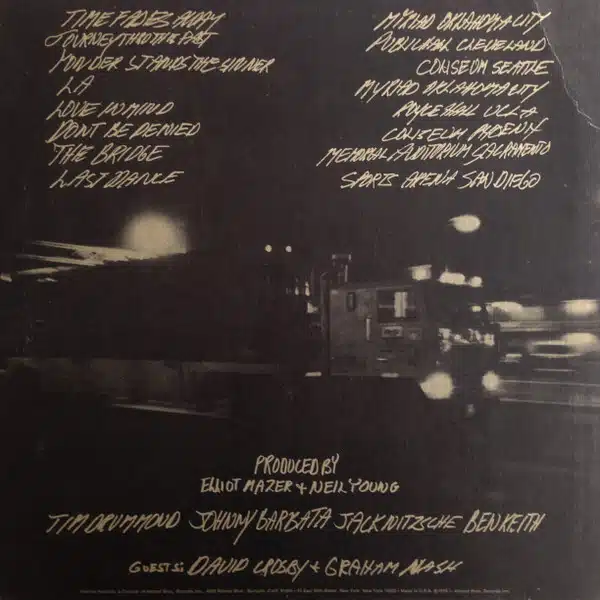 TIME FADES AWAY
JOURNEY THRU THE PAST
YONDER STANDS THE SINNER
L A
LOVE IN MIND
DON'T BE DENIED
THE BRIDGE
LAST DANCE
MYRIAD OKLAHOMA CITY
PUBLIC HALL CLEVELAND
COLISEUM SEATTLE
MYRIAD OKLAHOMA CITY
ROYCE HALL UCLA
COLISEUM PHOENIX
MEMORIAL AUDITORIUM SACRAMENTO
SPORTS ARENA SAN DIEGO
PRODUCED BY
ELLIOT MAZER + NEIL YOUNG
TIM DRUMMOND JOHNNY BARBATA JACK NITZSCHE BEN KEITH
GUESTS: DAVID CROSBY + GRAHAM NASH